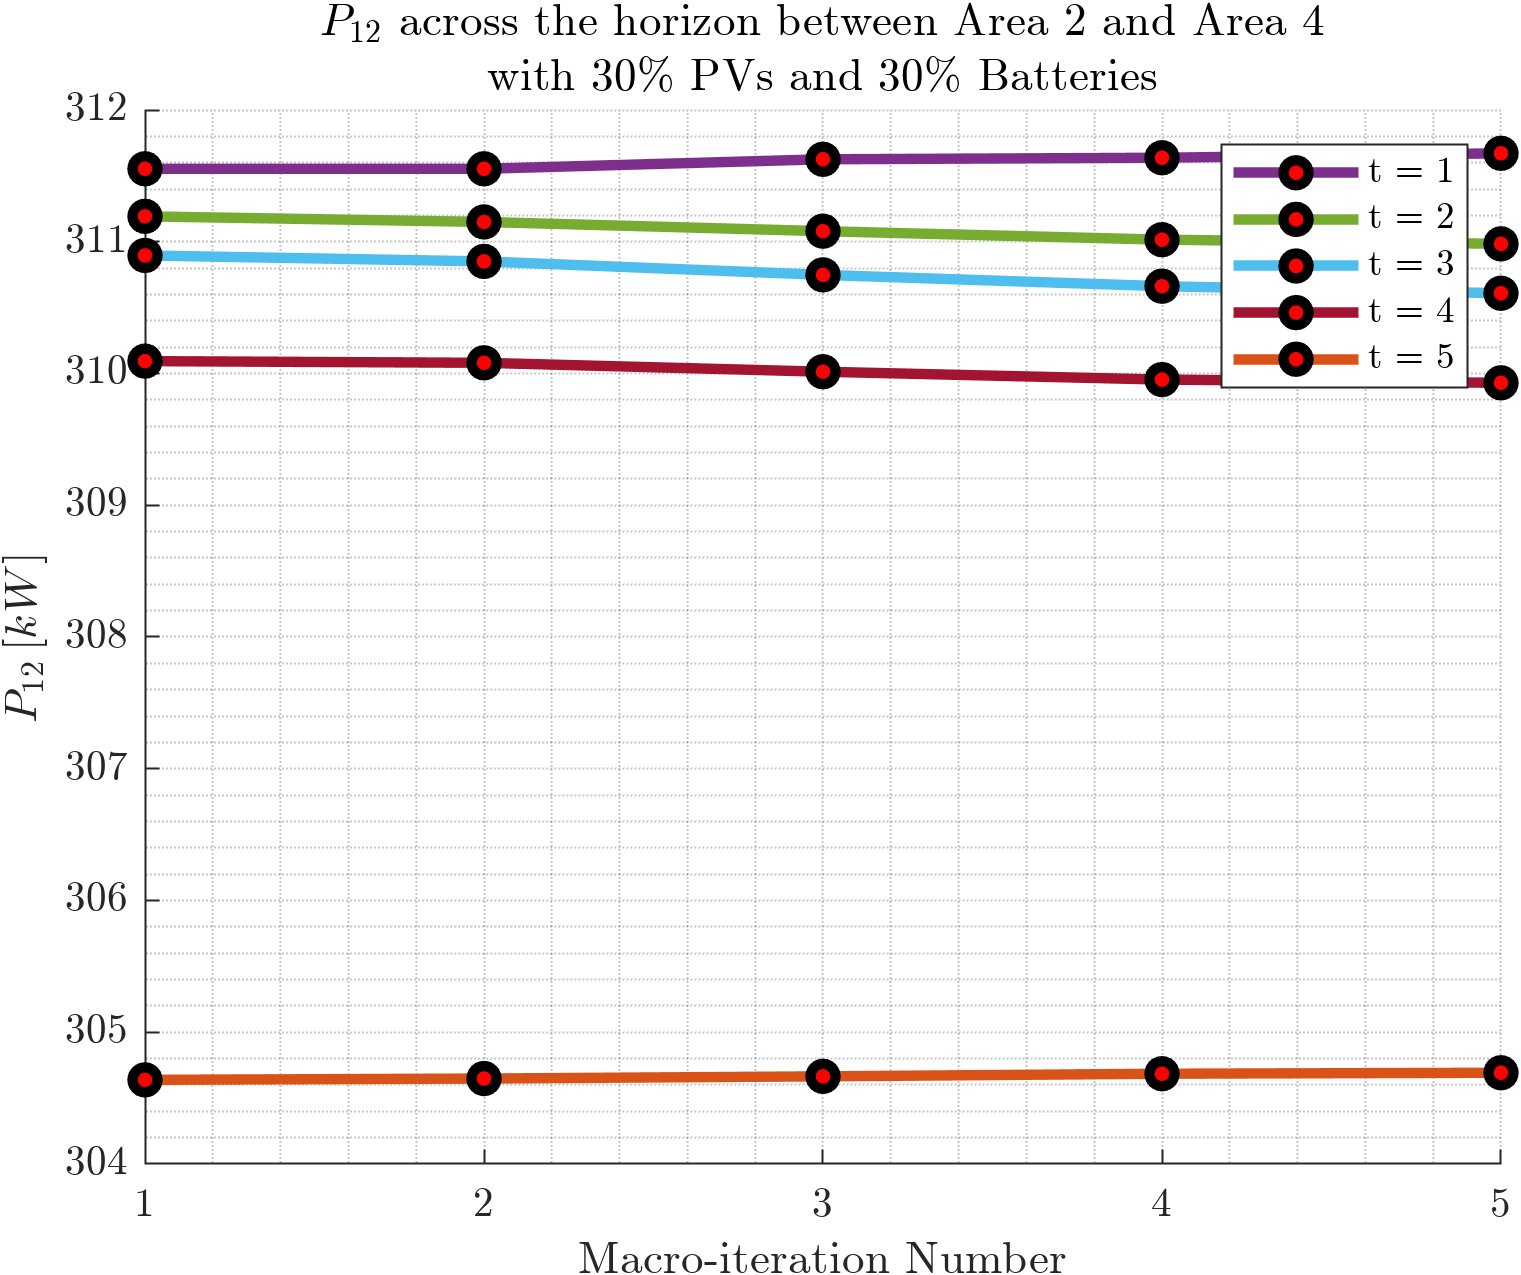 P₁₂ across the horizon between Area 2 and Area 4
with 30% PVs and 30% Batteries
312
311
310
309
308
307
306
305
304
P₁₂ [kW]
t = 1
t = 2
t = 3
t = 4
t = 5
1 2 3 4 5
Macro-iteration Number